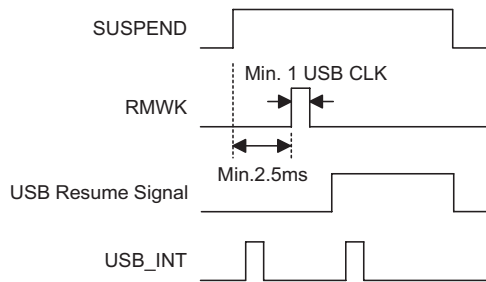 SUSPEND
Min. 1 USB CLK
RMWK
Min.2.5ms
USB Resume Signal
USB_INT